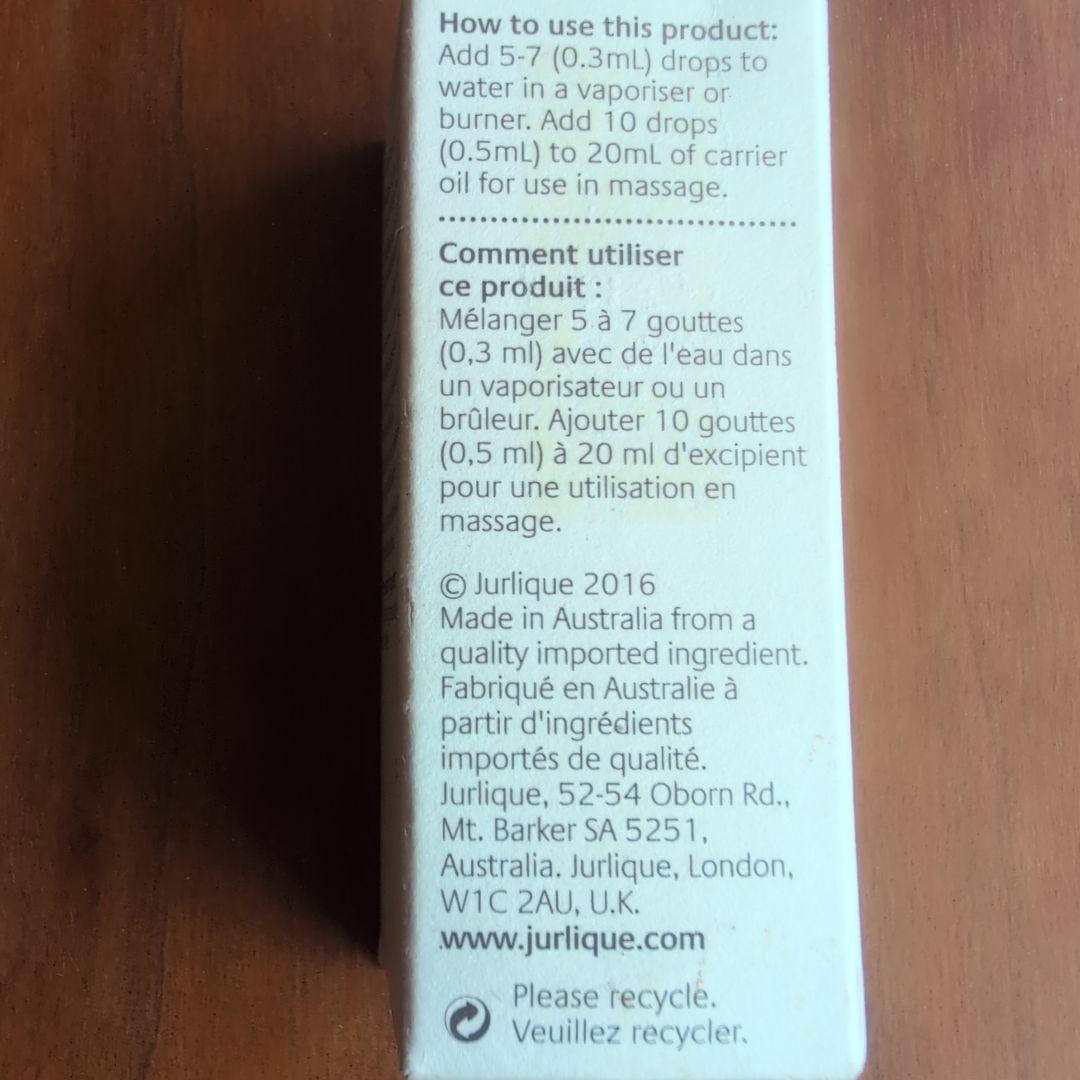 How to use this product:
Add 5-7 (0.3mL) drops to
water in a vaporiser or
burner. Add 10 drops
(0.5mL) to 20mL of carrier
oil for use in massage.
Comment utiliser
ce produit :
Mélanger 5 à 7 gouttes
(0,3 ml) avec de l'eau dans
un vaporisateur ou un
brûleur. Ajouter 10 gouttes
(0,5 ml) à 20 ml d'excipient
pour une utilisation en
massage.
© Jurlique 2016
Made in Australia from a
quality imported ingredient.
Fabriqué en Australie à
partir d'ingrédients
importés de qualité.
Jurlique, 52-54 Oborn Rd.,
Mt. Barker SA 5251,
Australia. Jurlique, London,
W1C 2AU, U.K.
www.jurlique.com
Please recycle.
Veuillez recycler.